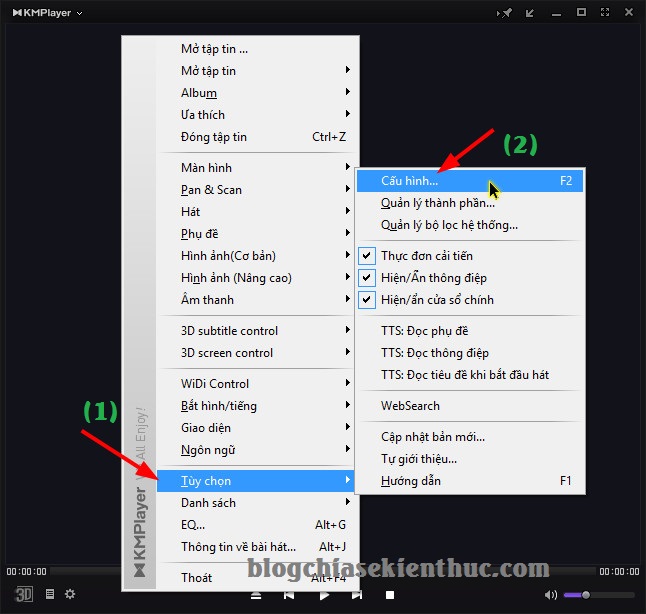 KMPlayer
Mở tập tin ...
Mở tập tin
Album
Ưa thích
Đóng tập tin Ctrl+Z
Màn hình
Pan & Scan
Hát
Phụ đề
Hình ảnh(Cơ bản)
Hình ảnh (Nâng cao)
Âm thanh
3D subtitle control
3D screen control
WiDi Control
Bắt hình/tiếng
Giao diện
Ngôn ngữ
Tùy chọn
Danh sách
EQ... Alt+G
Thông tin về bài hát... Alt+J
Thoát Alt+F4
(2)
Cấu hình... F2
Quản lý thành phần...
Quản lý bộ lọc hệ thống...
Thực đơn cải tiến
Hiện/Ẩn thông điệp
Hiện/ẩn cửa sổ chính
TTS: Đọc phụ đề
TTS: Đọc thông điệp
TTS: Đọc tiêu đề khi bắt đầu hát
WebSearch
Cập nhật bản mới...
Tự giới thiệu...
Hướng dẫn F1
(1)
KMPlayer We All Enjoy!
blogchiasekienthuc.com
00:00:00 00:00:00
3D